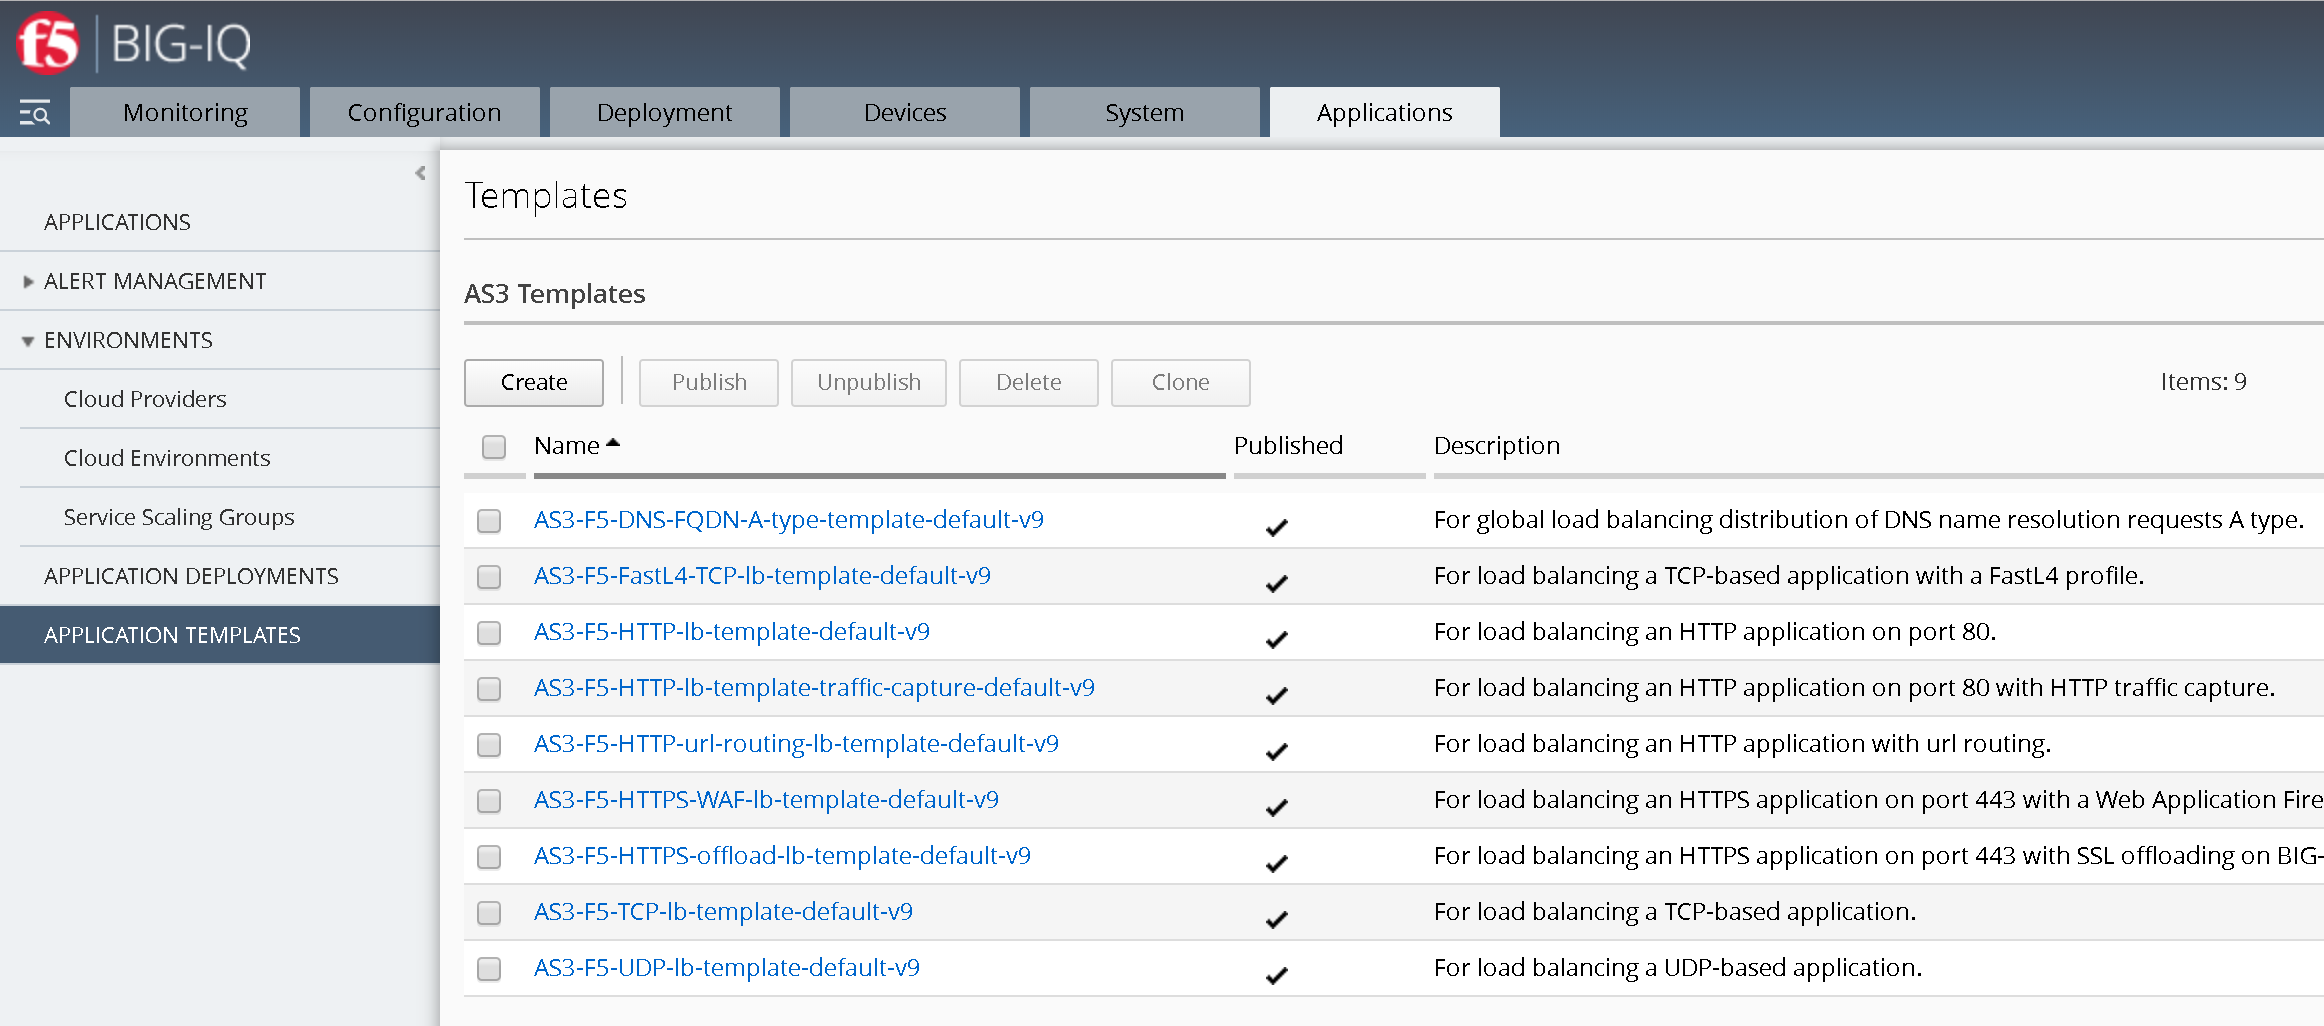 f5 BIG-IQ
Monitoring Configuration Deployment Devices System Applications
APPLICATIONS
ALERT MANAGEMENT
ENVIRONMENTS
Cloud Providers
Cloud Environments
Service Scaling Groups
APPLICATION DEPLOYMENTS
APPLICATION TEMPLATES
Templates
AS3 Templates
Create Publish Unpublish Delete Clone Items: 9
Name Published Description
AS3-F5-DNS-FQDN-A-type-template-default-v9 For global load balancing distribution of DNS name resolution requests A type.
AS3-F5-FastL4-TCP-lb-template-default-v9 For load balancing a TCP-based application with a FastL4 profile.
AS3-F5-HTTP-lb-template-default-v9 For load balancing an HTTP application on port 80.
AS3-F5-HTTP-lb-template-traffic-capture-default-v9 For load balancing an HTTP application on port 80 with HTTP traffic capture.
AS3-F5-HTTP-url-routing-lb-template-default-v9 For load balancing an HTTP application with url routing.
AS3-F5-HTTPS-WAF-lb-template-default-v9 For load balancing an HTTPS application on port 443 with a Web Application Fire
AS3-F5-HTTPS-offload-lb-template-default-v9 For load balancing an HTTPS application on port 443 with SSL offloading on BIG-
AS3-F5-TCP-lb-template-default-v9 For load balancing a TCP-based application.
AS3-F5-UDP-lb-template-default-v9 For load balancing a UDP-based application.